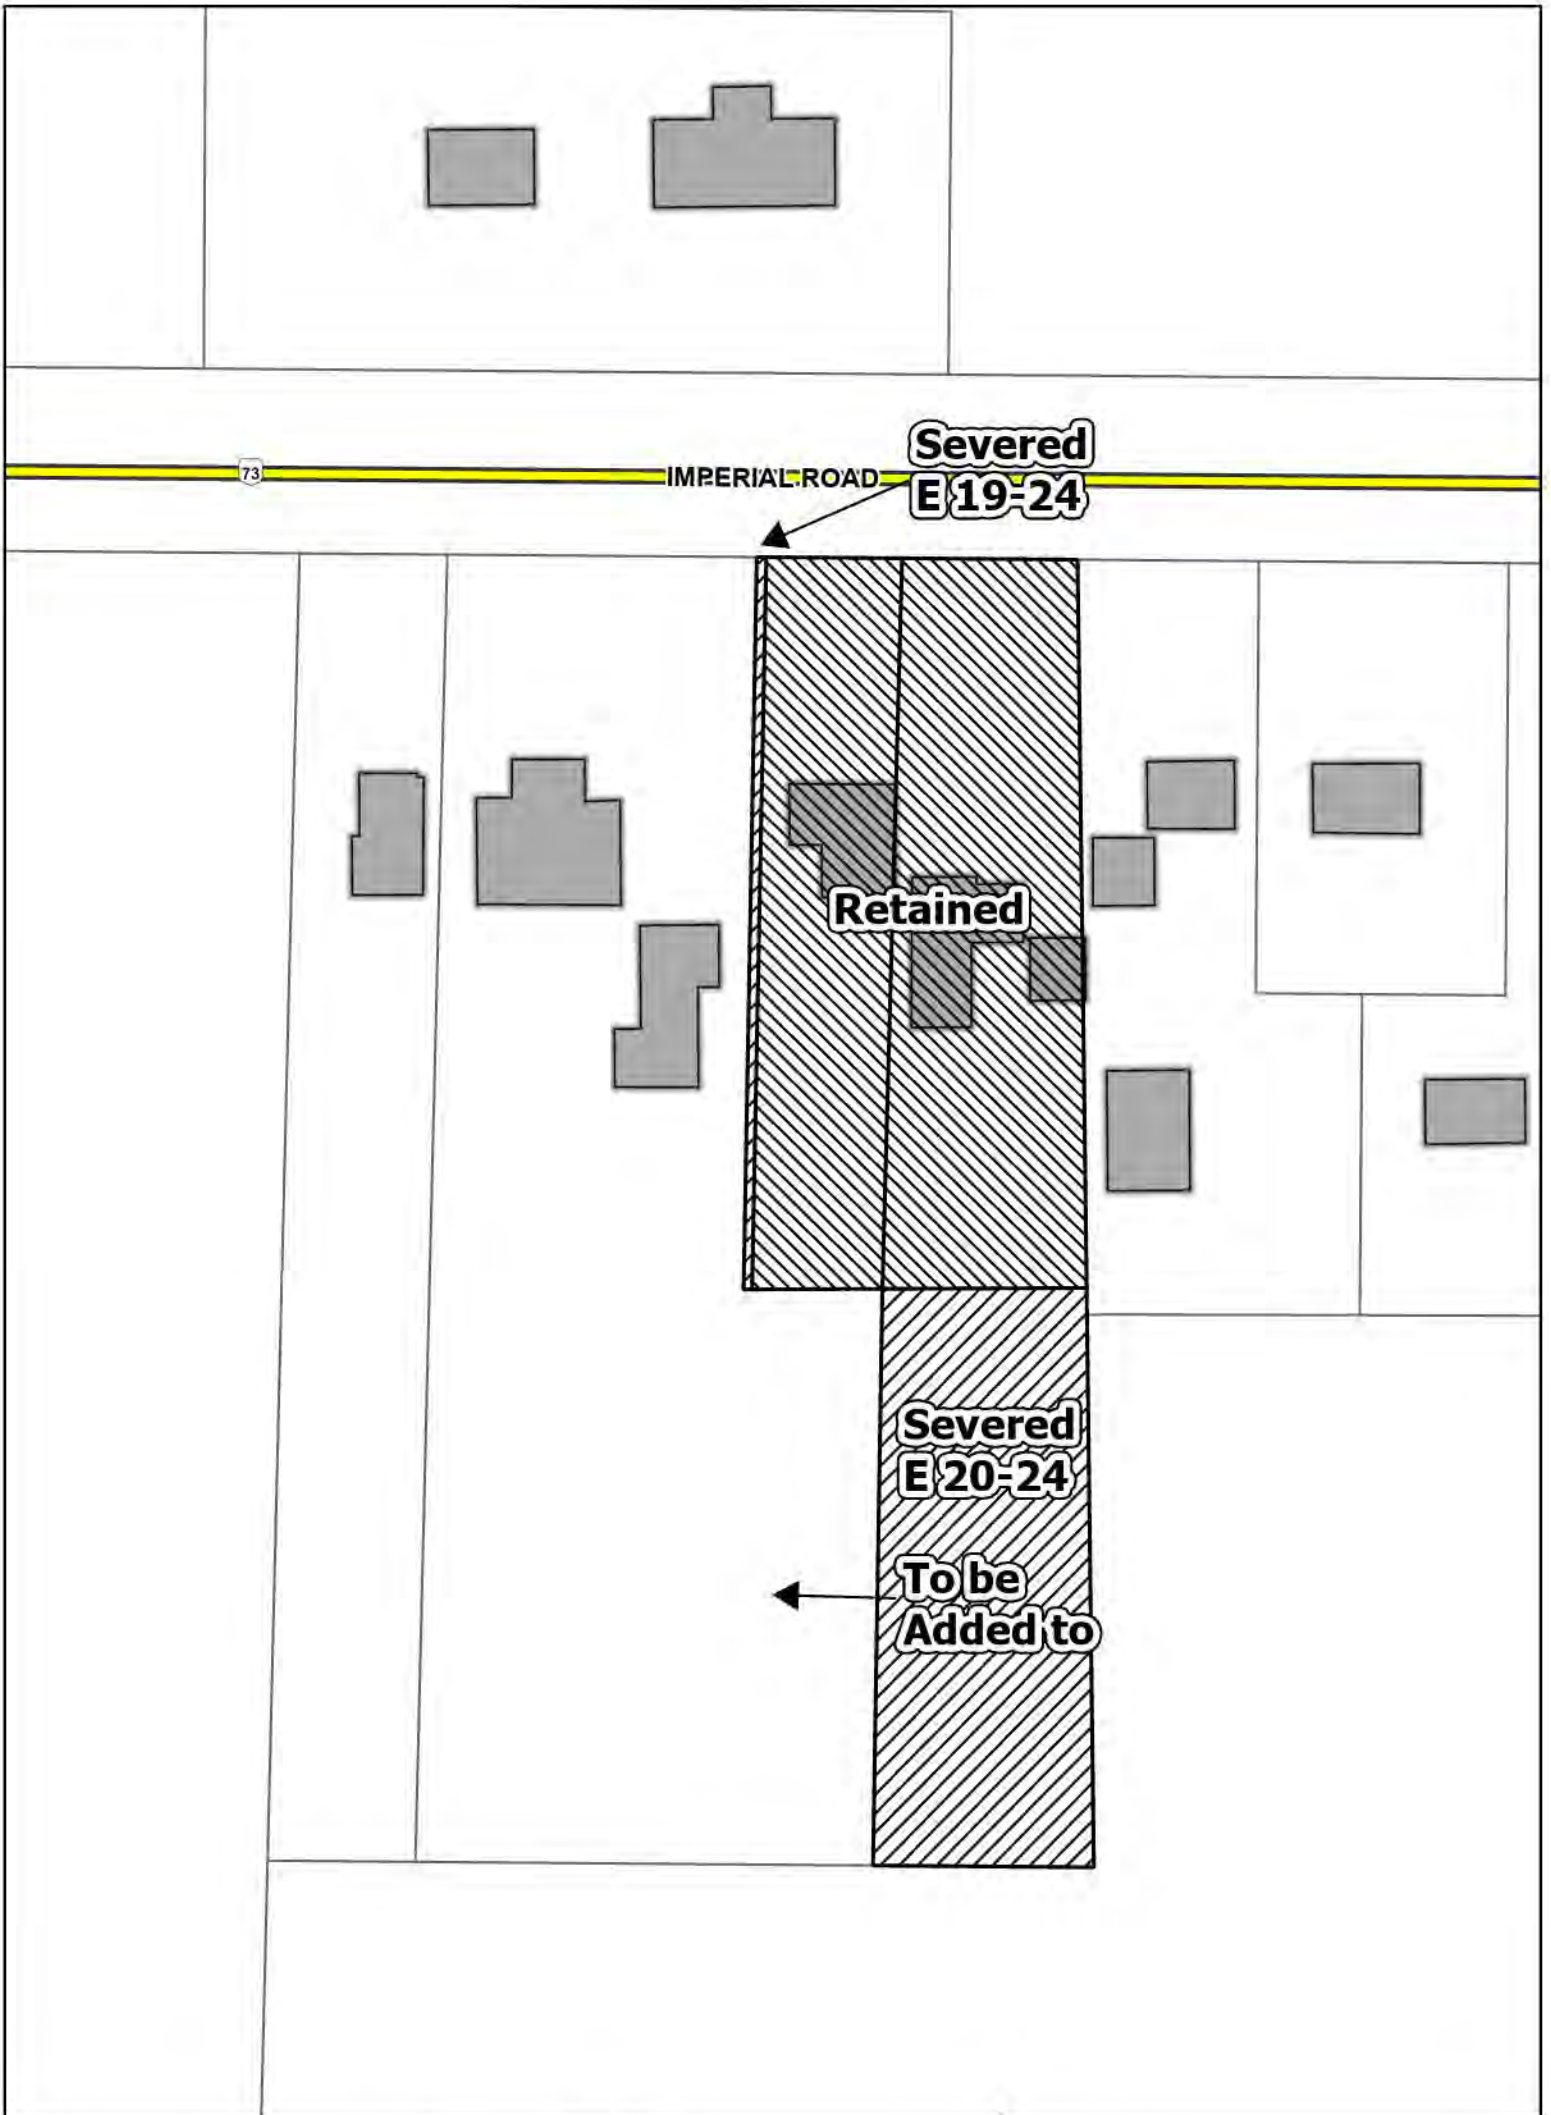 Severed
E 19-24
73
IMPERIAL ROAD
Retained
Severed
E 20-24
To be
Added to